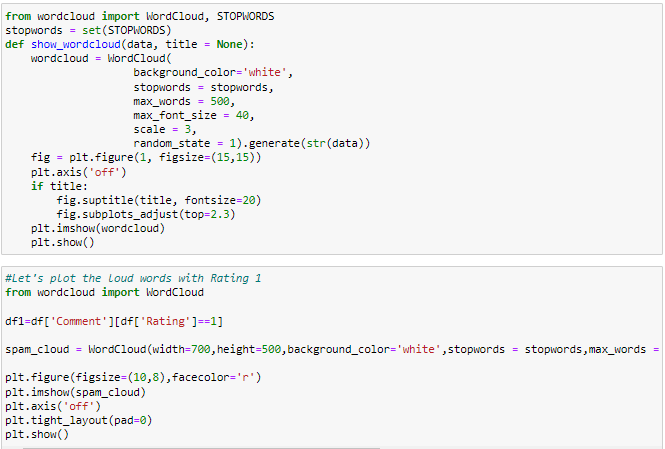 from wordcloud import WordCloud, STOPWORDS
stopwords = set(STOPWORDS)
def show_wordcloud(data, title = None):
    wordcloud = WordCloud(
                    background_color='white',
                    stopwords = stopwords,
                    max_words = 500,
                    max_font_size = 40,
                    scale = 3,
                    random_state = 1).generate(str(data))
    fig = plt.figure(1, figsize=(15,15))
    plt.axis('off')
    if title:
        fig.suptitle(title, fontsize=20)
        fig.subplots_adjust(top=2.3)
    plt.imshow(wordcloud)
    plt.show()
#Let's plot the loud words with Rating 1
from wordcloud import WordCloud
df1=df['Comment'][df['Rating']==1]
spam_cloud = WordCloud(width=700,height=500,background_color='white',stopwords = stopwords,max_words =
plt.figure(figsize=(10,8),facecolor='r')
plt.imshow(spam_cloud)
plt.axis('off')
plt.tight_layout(pad=0)
plt.show()